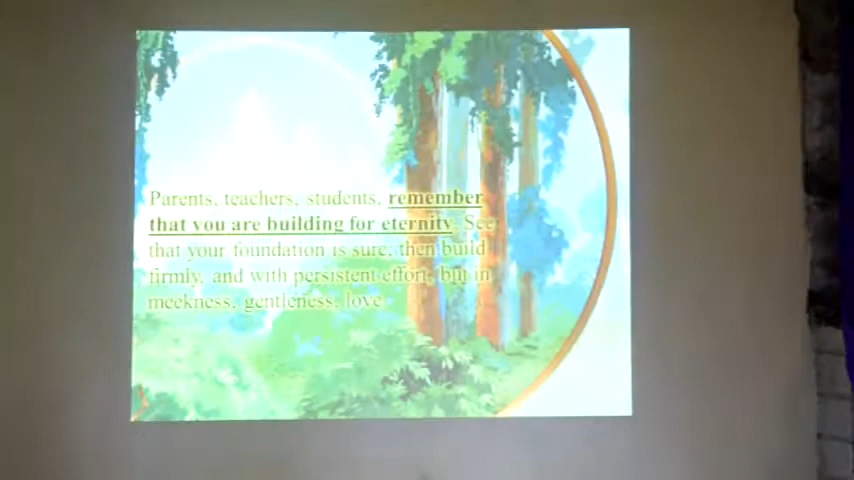 Parents, teachers, students, remember
that you are building for eternity. See
that your foundation is sure, then build
firmly, and with persistent effort, but in
meekness, gentleness, love.